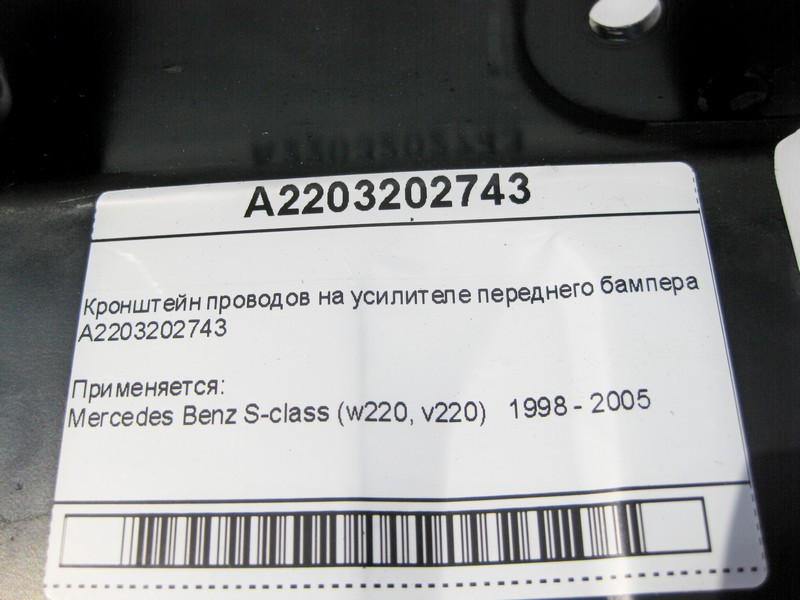 A2203202743
Кронштейн проводов на усилителе переднего бампера
A2203202743
Применяется:
Mercedes Benz S-class (w220, v220) 1998 - 2005